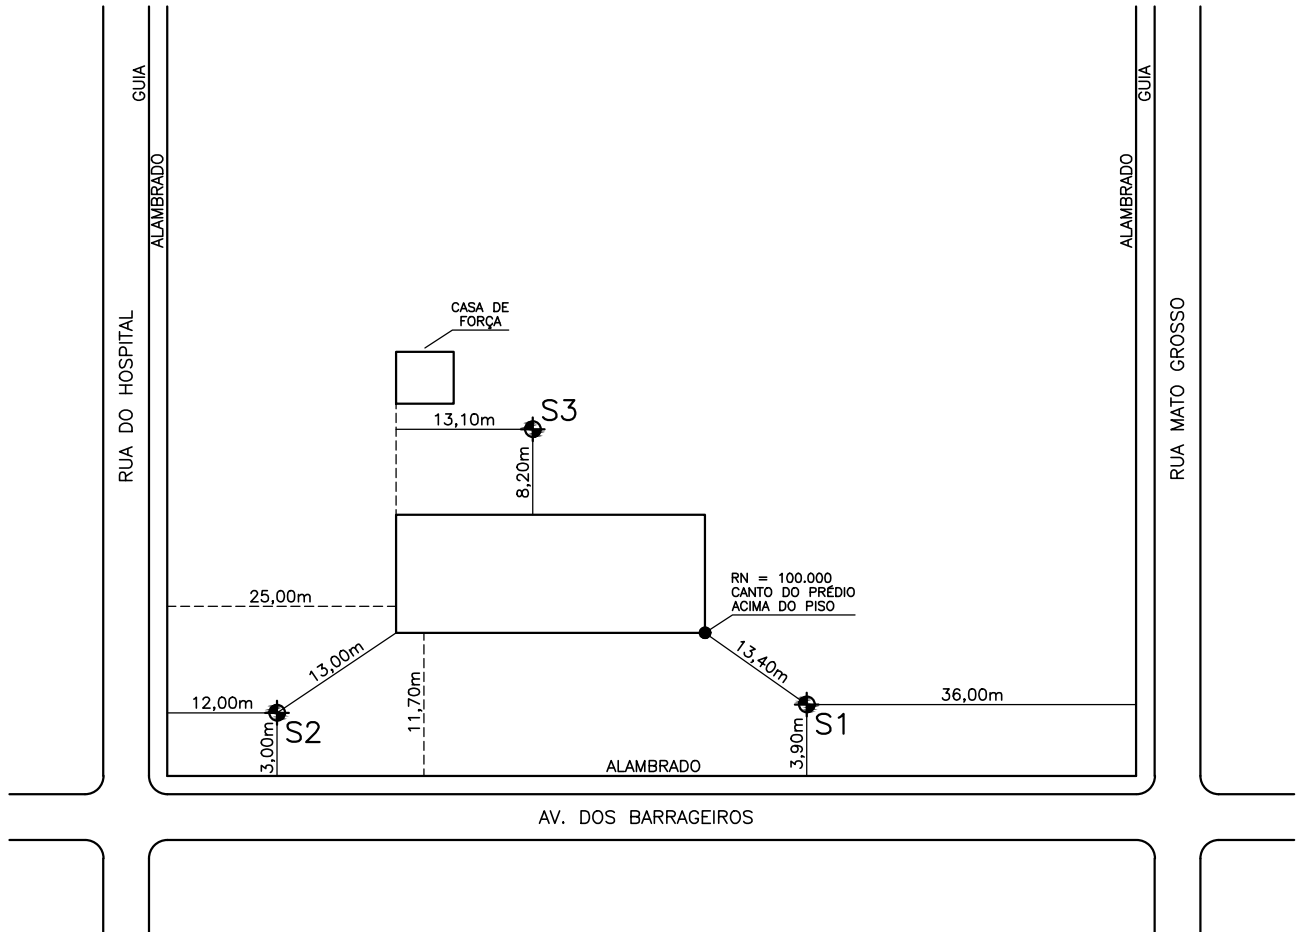 GUIA
GUIA
ALAMBRADO
ALAMBRADO
RUA DO HOSPITAL
RUA MATO GROSSO
CASA DE
FORÇA
S3
13,10m
8,20m
25,00m
RN = 100.000
CANTO DO PRÉDIO
ACIMA DO PISO
13,00m
13,40m
12,00m
11,70m
36,00m
S2
S1
3,00m
3,90m
ALAMBRADO
AV. DOS BARRAGEIROS